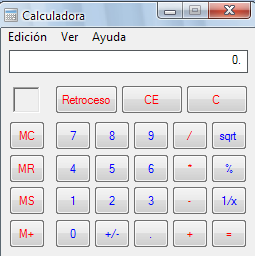 Calculadora
Edición Ver Ayuda
0.
Retroceso CE C
MC 7 8 9 / sqrt
MR 4 5 6 * %
MS 1 2 3 - 1/x
M+ 0 +/- . + =